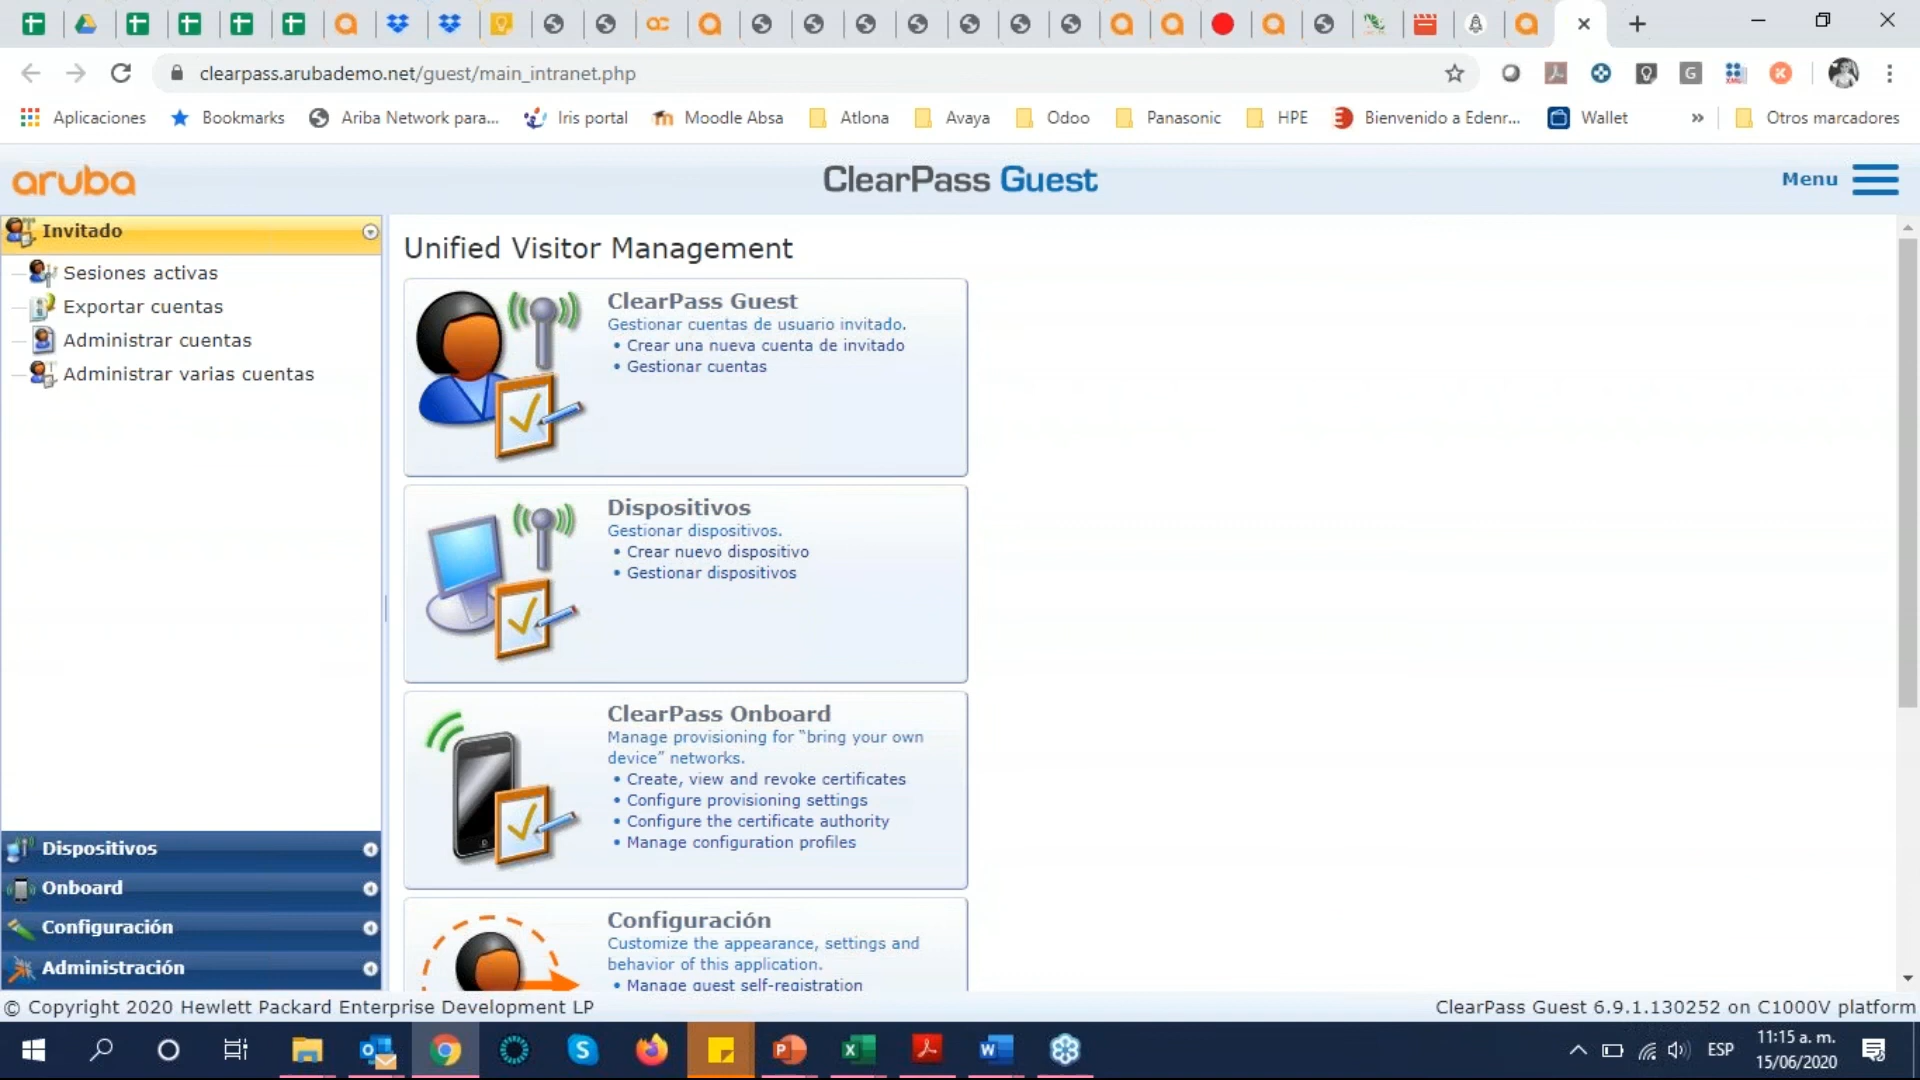 clearpass.arubademo.net/guest/main_intranet.php
Aplicaciones
Bookmarks
Ariba Network para...
Iris portal
Moodle Absa
Atlona
Avaya
Odoo
Panasonic
HPE
Bienvenido a Edenr...
Wallet
»
Otros marcadores
aruba
ClearPass Guest
Menu
Invitado
Sesiones activas
Exportar cuentas
Administrar cuentas
Administrar varias cuentas
Dispositivos
Onboard
Configuración
Administración
Unified Visitor Management
ClearPass Guest
Gestionar cuentas de usuario invitado.
• Crear una nueva cuenta de invitado
• Gestionar cuentas
Dispositivos
Gestionar dispositivos.
• Crear nuevo dispositivo
• Gestionar dispositivos
ClearPass Onboard
Manage provisioning for “bring your own
device” networks.
• Create, view and revoke certificates
• Configure provisioning settings
• Configure the certificate authority
• Manage configuration profiles
Configuración
Customize the appearance, settings and
behavior of this application.
• Manage guest self-registration
© Copyright 2020 Hewlett Packard Enterprise Development LP
ClearPass Guest 6.9.1.130252 on C1000V platform
ESP
11:15 a. m.
15/06/2020